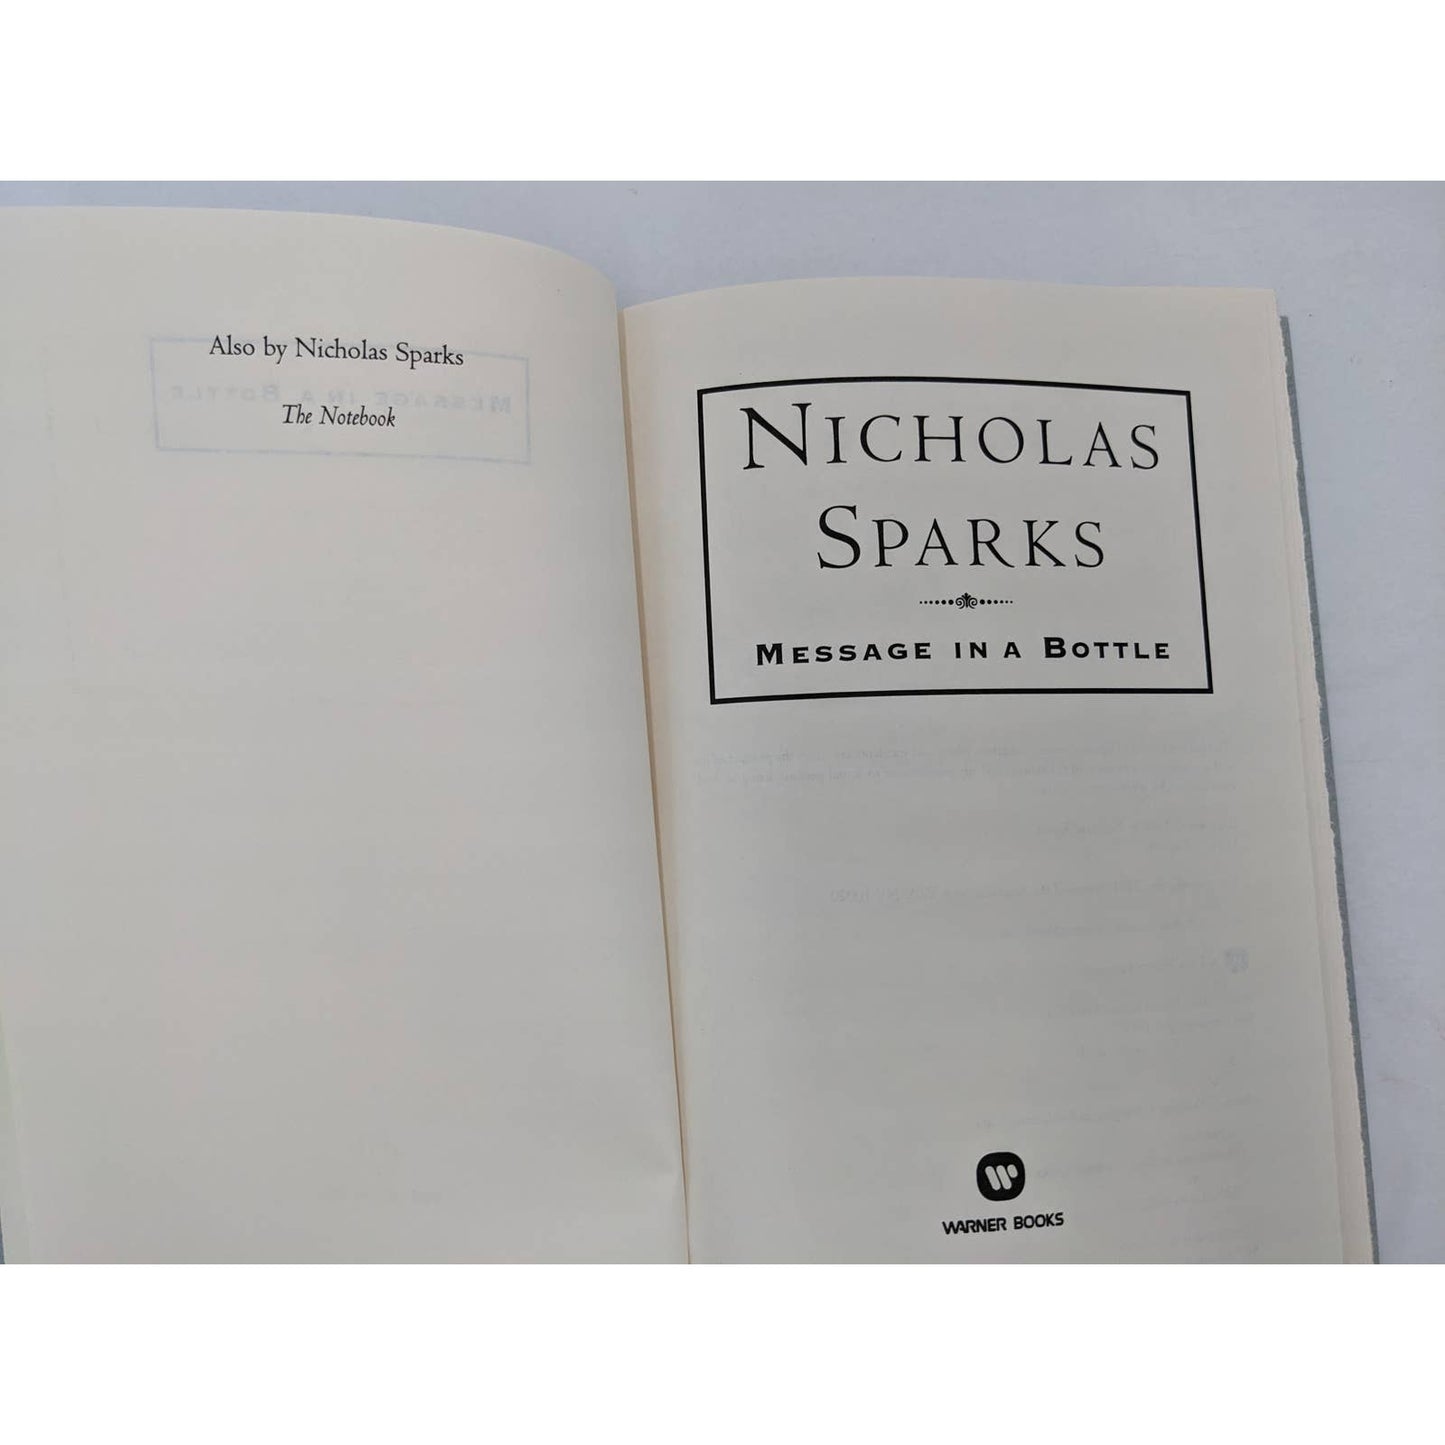 Also by Nicholas Sparks
The Notebook
NICHOLAS
SPARKS
MESSAGE IN A BOTTLE
WARNER BOOKS